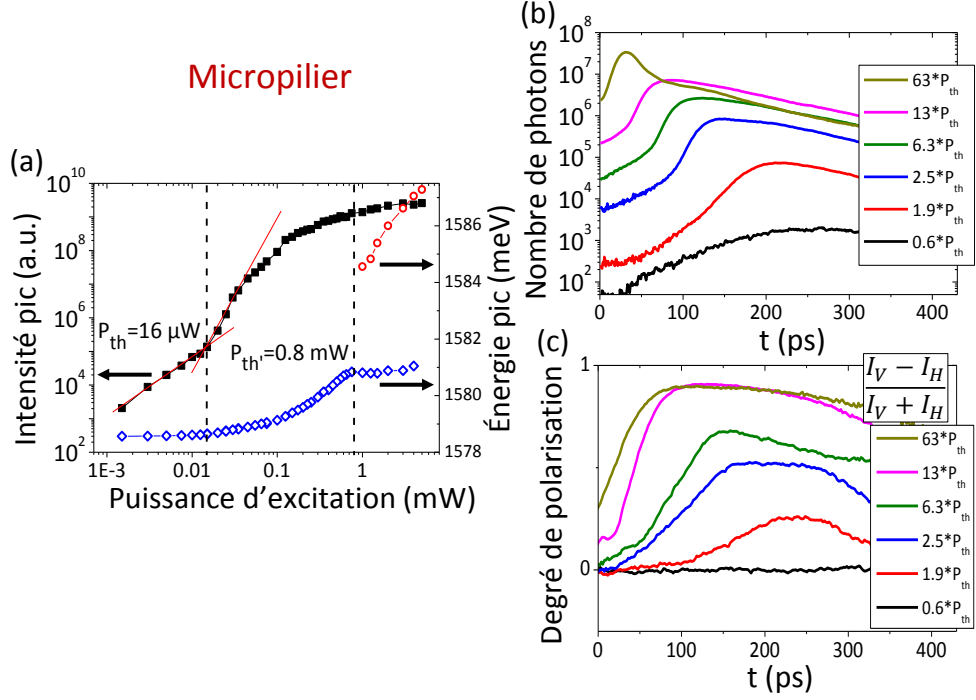 Micropilier
(a)
Intensité pic (a.u.)
10^10
10^8
10^6
10^4
10^2
P_th=16 µW
P_th'=0.8 mW
1586
1584
1582
1580
1578
Énergie pic (meV)
1E-3 0.01 0.1 1
Puissance d'excitation (mW)
(b)
Nombre de photons
10^8
10^7
10^6
10^5
10^4
10^3
10^2
63*P_th
13*P_th
6.3*P_th
2.5*P_th
1.9*P_th
0.6*P_th
0 100 200 300 400
t (ps)
(c)
Degré de polarisation
1
0
I_V − I_H
I_V + I_H
63*P_th
13*P_th
6.3*P_th
2.5*P_th
1.9*P_th
0.6*P_th
0 100 200 300 400
t (ps)